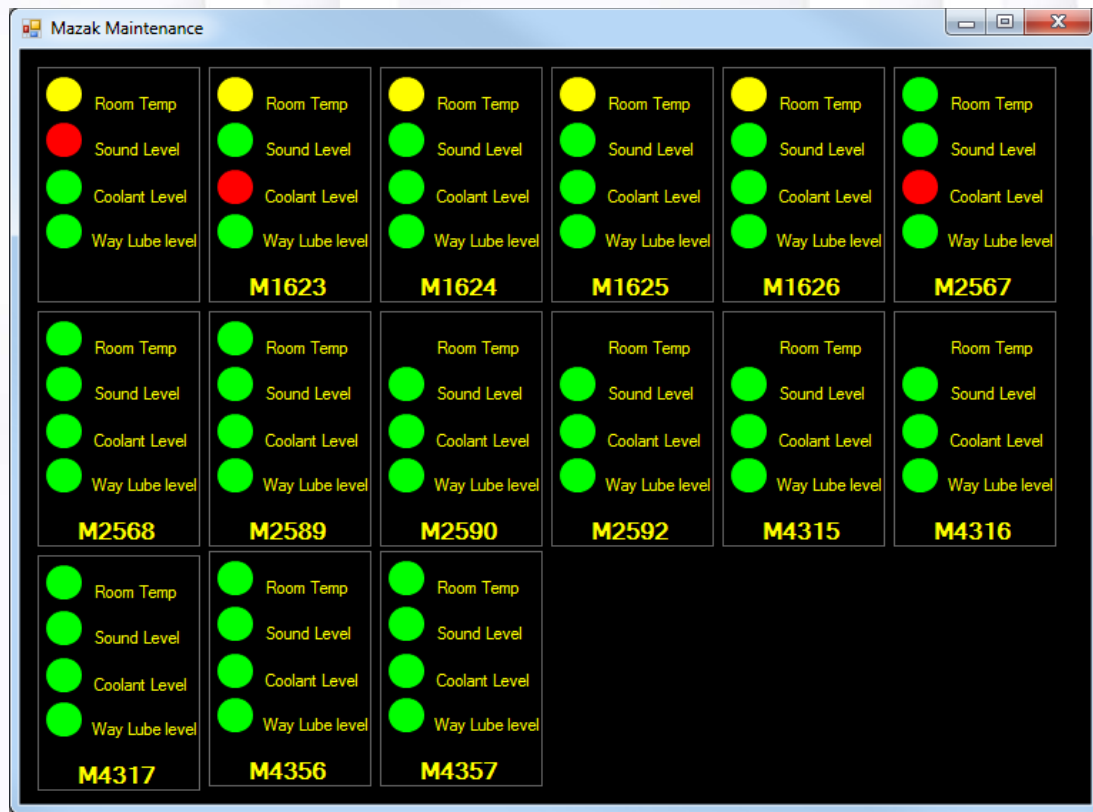 Mazak Maintenance
Room Temp Room Temp Room Temp Room Temp Room Temp Room Temp
Sound Level Sound Level Sound Level Sound Level Sound Level Sound Level
Coolant Level Coolant Level Coolant Level Coolant Level Coolant Level Coolant Level
Way Lube level Way Lube level Way Lube level Way Lube level Way Lube level Way Lube level
M1623 M1624 M1625 M1626 M2567
Room Temp Room Temp Room Temp Room Temp Room Temp Room Temp
Sound Level Sound Level Sound Level Sound Level Sound Level Sound Level
Coolant Level Coolant Level Coolant Level Coolant Level Coolant Level Coolant Level
Way Lube level Way Lube level Way Lube level Way Lube level Way Lube level Way Lube level
M2568 M2589 M2590 M2592 M4315 M4316
Room Temp Room Temp Room Temp
Sound Level Sound Level Sound Level
Coolant Level Coolant Level Coolant Level
Way Lube level Way Lube level Way Lube level
M4317 M4356 M4357